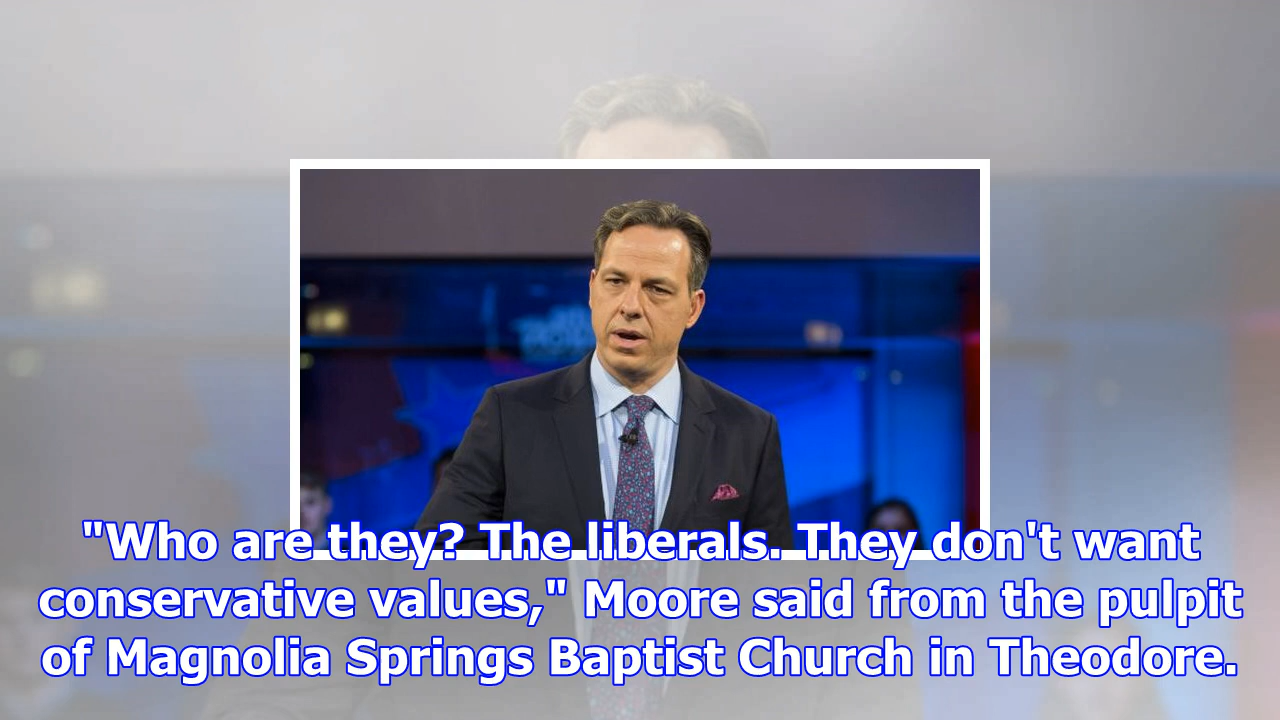 "Who are they? The liberals. They don't want
conservative values," Moore said from the pulpit
of Magnolia Springs Baptist Church in Theodore.